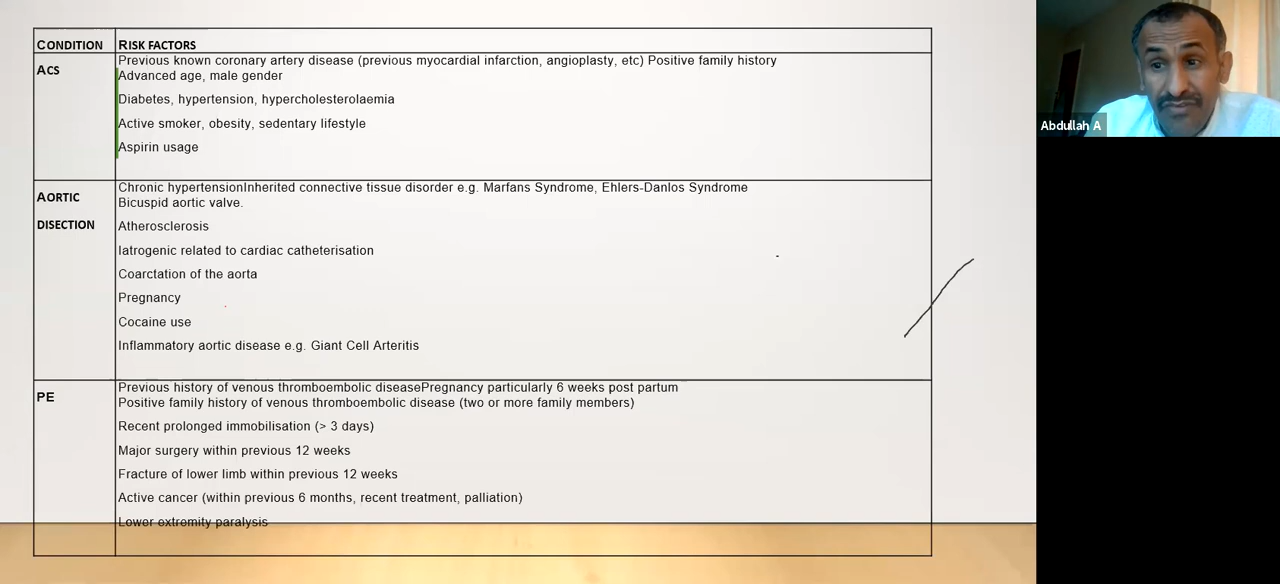 CONDITION RISK FACTORS
ACS
Previous known coronary artery disease (previous myocardial infarction, angioplasty, etc) Positive family history
Advanced age, male gender
Diabetes, hypertension, hypercholesterolaemia
Active smoker, obesity, sedentary lifestyle
Aspirin usage
AORTIC
DISECTION
Chronic hypertensionInherited connective tissue disorder e.g. Marfans Syndrome, Ehlers-Danlos Syndrome
Bicuspid aortic valve.
Atherosclerosis
Iatrogenic related to cardiac catheterisation
Coarctation of the aorta
Pregnancy
Cocaine use
Inflammatory aortic disease e.g. Giant Cell Arteritis
PE
Previous history of venous thromboembolic diseasePregnancy particularly 6 weeks post partum
Positive family history of venous thromboembolic disease (two or more family members)
Recent prolonged immobilisation (> 3 days)
Major surgery within previous 12 weeks
Fracture of lower limb within previous 12 weeks
Active cancer (within previous 6 months, recent treatment, palliation)
Lower extremity paralysis
Abdullah A